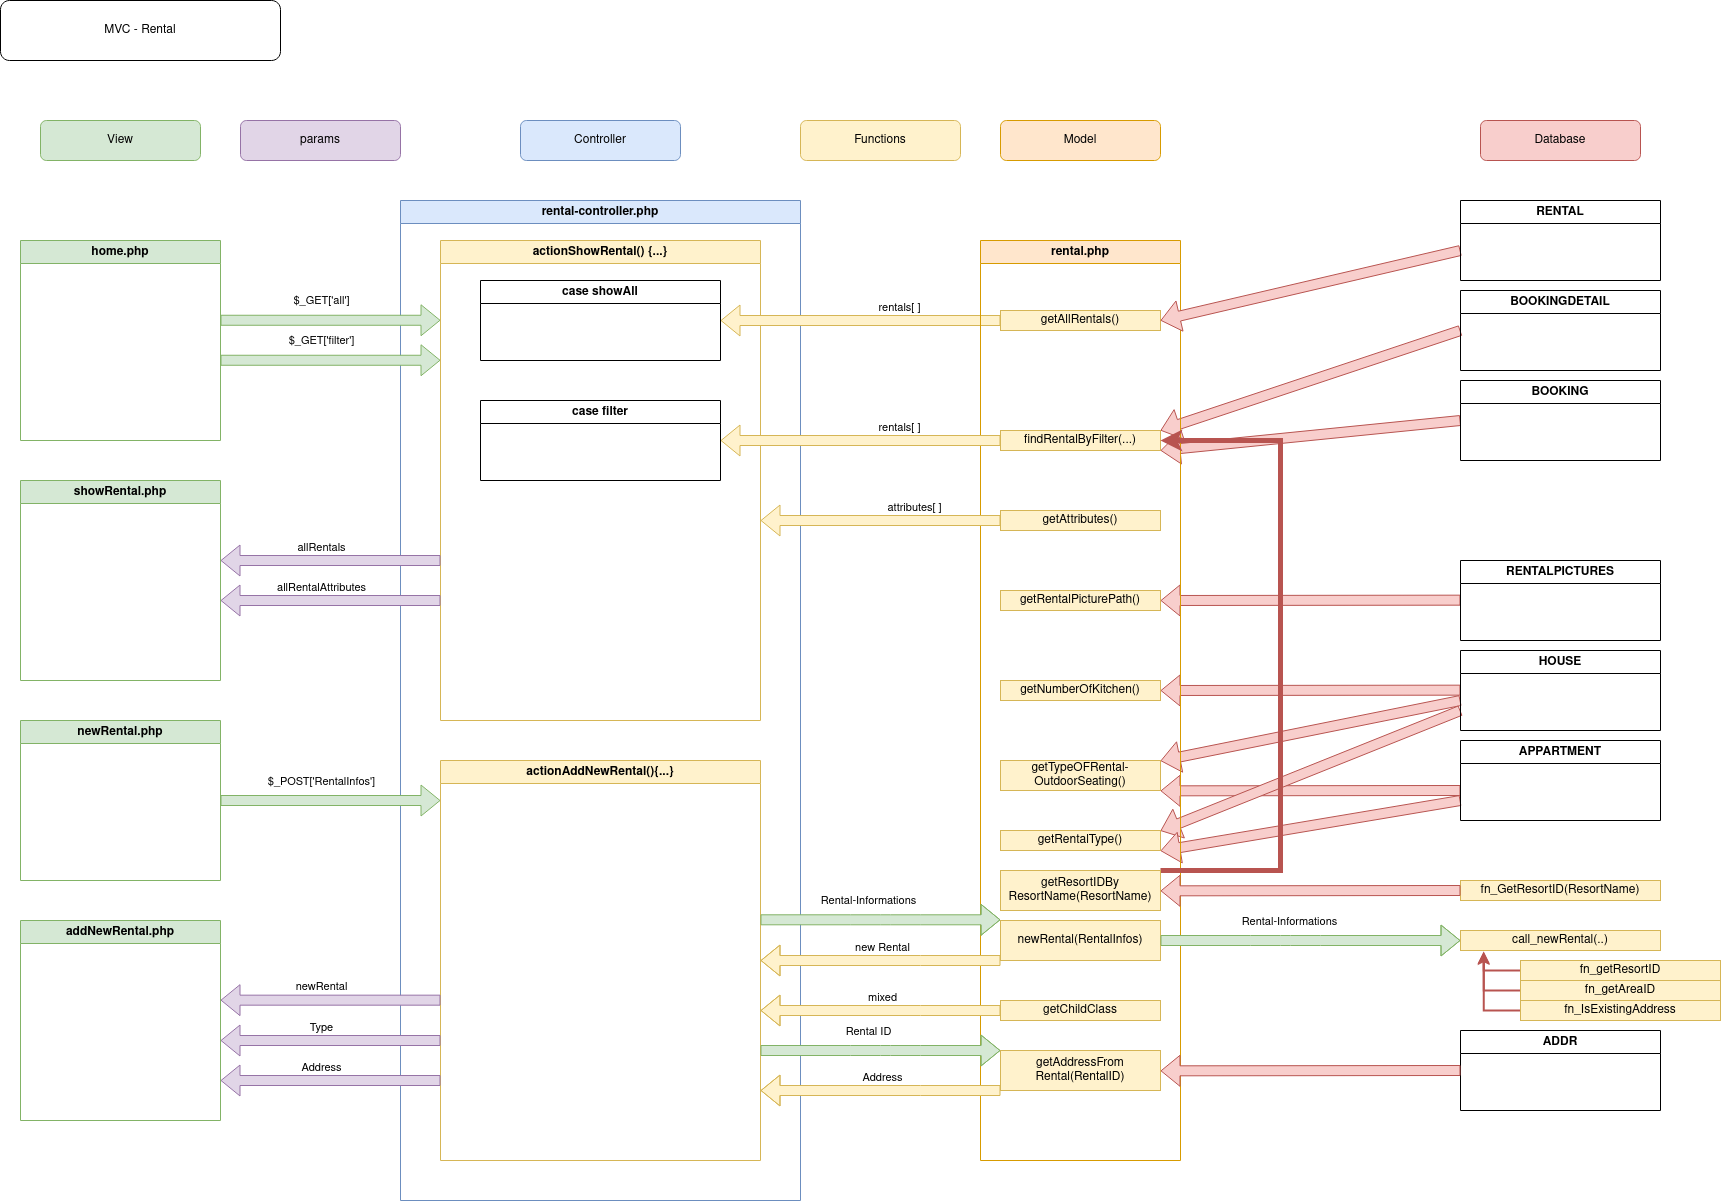 MVC - Rental
View
params
Controller
Functions
Model
Database
rental-controller.php
RENTAL
home.php
actionShowRental() {...}
rental.php
case showAll
BOOKINGDETAIL
$_GET['all']
rentals[ ]
getAllRentals()
$_GET['filter']
BOOKING
case filter
rentals[ ]
findRentalByFilter(...)
showRental.php
attributes[ ]
getAttributes()
allRentals
RENTALPICTURES
allRentalAttributes
getRentalPicturePath()
HOUSE
getNumberOfKitchen()
newRental.php
APPARTMENT
actionAddNewRental(){...}
getTypeOFRental-
OutdoorSeating()
$_POST['RentalInfos']
getRentalType()
getResortIDBy
ResortName(ResortName)
fn_GetResortID(ResortName)
Rental-Informations
Rental-Informations
addNewRental.php
newRental(RentalInfos)
call_newRental(..)
new Rental
fn_getResortID
newRental
fn_getAreaID
mixed
getChildClass
fn_IsExistingAddress
Type
Rental ID
ADDR
Address
getAddressFrom
Rental(RentalID)
Address